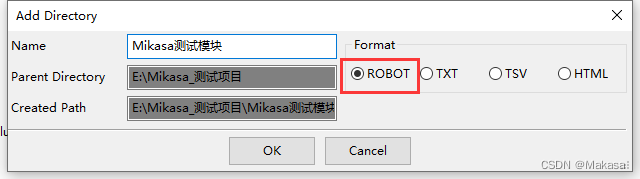 Add Directory
Name
Mikasa测试模块
Format
Parent Directory
E:\Mikasa_测试项目
ROBOT
TXT
TSV
HTML
Created Path
E:\Mikasa_测试项目\Mikasa测试模块
lu
OK
Cancel
CSDN @Makasa